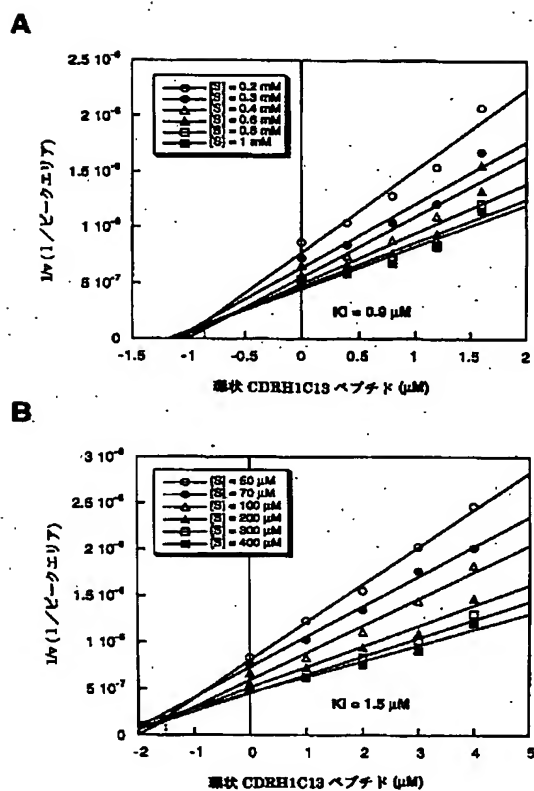 A
2.5 10⁻⁶
2 10⁻⁶
1.5 10⁻⁶
1 10⁻⁶
5 10⁻⁷
0
1/v (1／ピークエリア)
[S] = 0.2 mM
[S] = 0.3 mM
[S] = 0.4 mM
[S] = 0.6 mM
[S] = 0.8 mM
[S] = 1 mM
KI = 0.9 μM
-1.5 -1 -0.5 0 0.5 1 1.5 2
環状 CDRH1C13 ペプチド (μM)
B
3 10⁻⁶
2.5 10⁻⁶
2 10⁻⁶
1.5 10⁻⁶
1 10⁻⁶
5 10⁻⁷
0
1/v (1／ピークエリア)
[S] = 50 μM
[S] = 70 μM
[S] = 100 μM
[S] = 200 μM
[S] = 300 μM
[S] = 400 μM
KI = 1.5 μM
-2 -1 0 1 2 3 4 5
環状 CDRH1C13 ペプチド (μM)